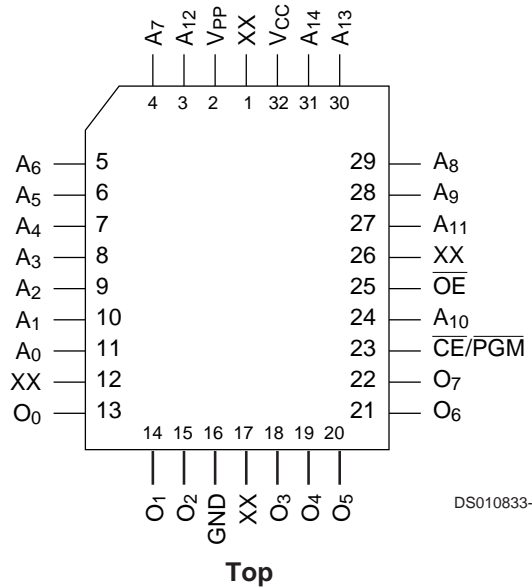 A7 A12 VPP XX VCC A14 A13
4 3 2 1 32 31 30
A6 5 29 A8
A5 6 28 A9
A4 7 27 A11
A3 8 26 XX
A2 9 25 OE
A1 10 24 A10
A0 11 23 CE/PGM
XX 12 22 O7
O0 13 21 O6
14 15 16 17 18 19 20
O1 O2 GND XX O3 O4 O5
DS010833-
Top